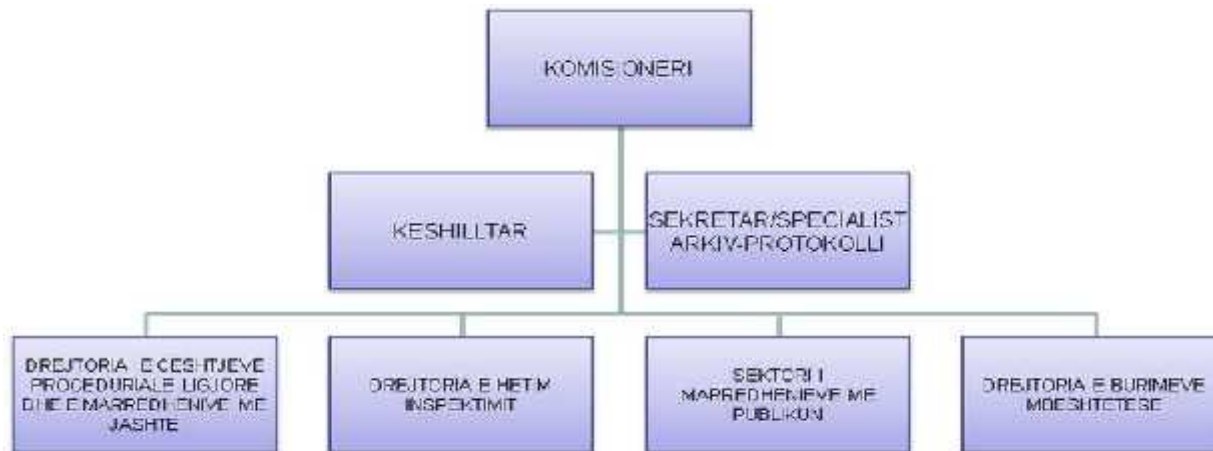 KOMISIONERI
KESHILLTAR
SEKRETAR/SPECIALIST
ARKIV-PROTOKOLLI
DREJTORIA E CESHTJEVE
PROCEDURIALE LIGJORE
DHE E MARREDHENIVE ME
JASHTE
DREJTORIA E HETIM
INSPEKTIMIT
SEKTORI I
MARREDHENIEVE ME
PUBLIKUN
DREJTORIA E BURIMEVE
MBESHTETESE